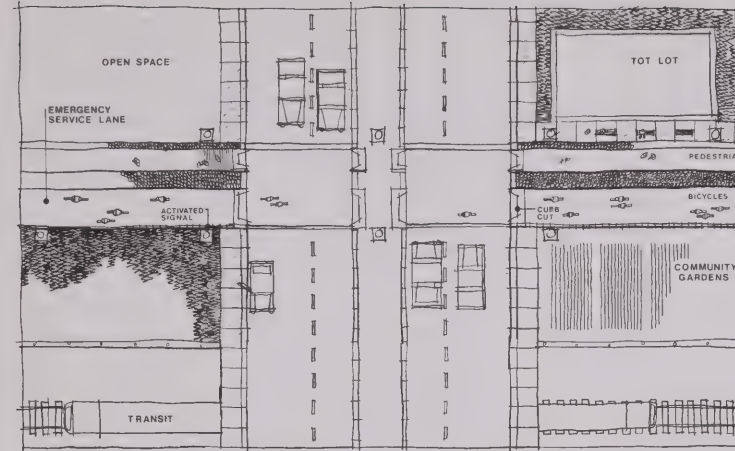 OPEN SPACE
TOT LOT
EMERGENCY
SERVICE LANE
PEDESTRIA
BICYCLES
ACTIVATED
SIGNAL
CURB
CUT
COMMUNITY
GARDENS
TRANSIT